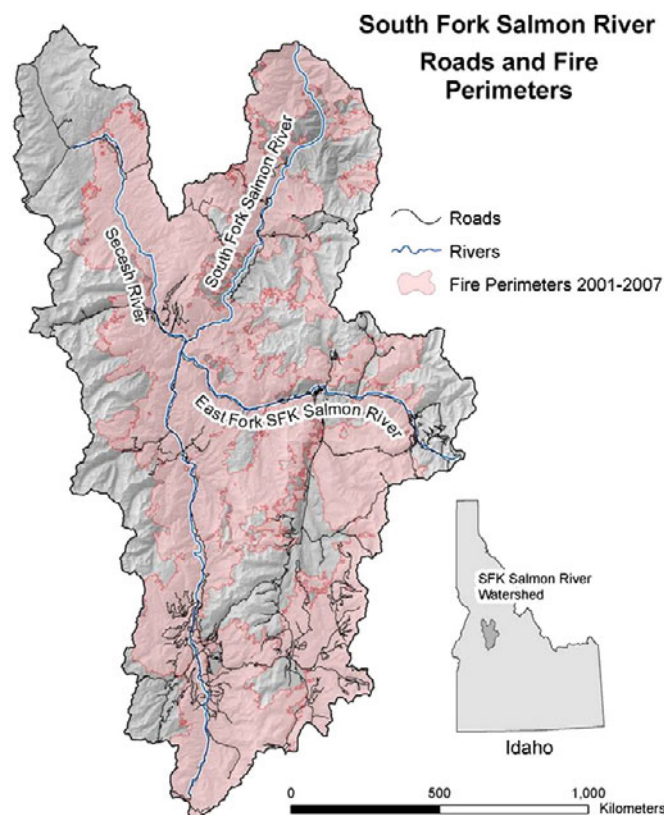 South Fork Salmon River
Roads and Fire
Perimeters
Roads
Rivers
Fire Perimeters 2001-2007
South Fork Salmon River
Secesh River
East Fork SFK Salmon River
SFK Salmon River
Watershed
Idaho
0 500 1,000
Kilometers